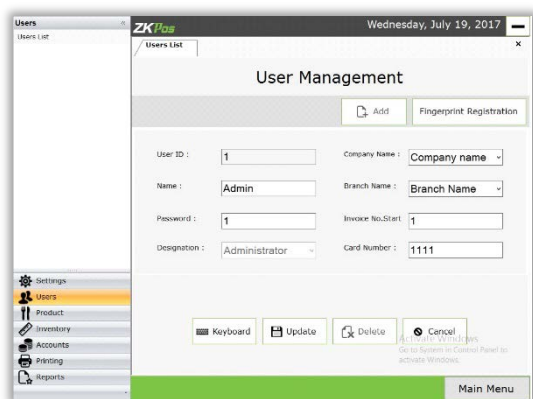 Users «
Users List
ZKPos Wednesday, July 19, 2017
Users List x
User Management
Add Fingerprint Registration
User ID : 1 Company Name : Company name
Name : Admin Branch Name : Branch Name
Password : 1 Invoice No.Start 1
Designation : Administrator Card Number : 1111
Settings
Users
Product
Inventory
Accounts
Printing
Reports
Keyboard Update Delete Cancel
Activate Windows
Go to System in Control Panel to
activate Windows.
Main Menu